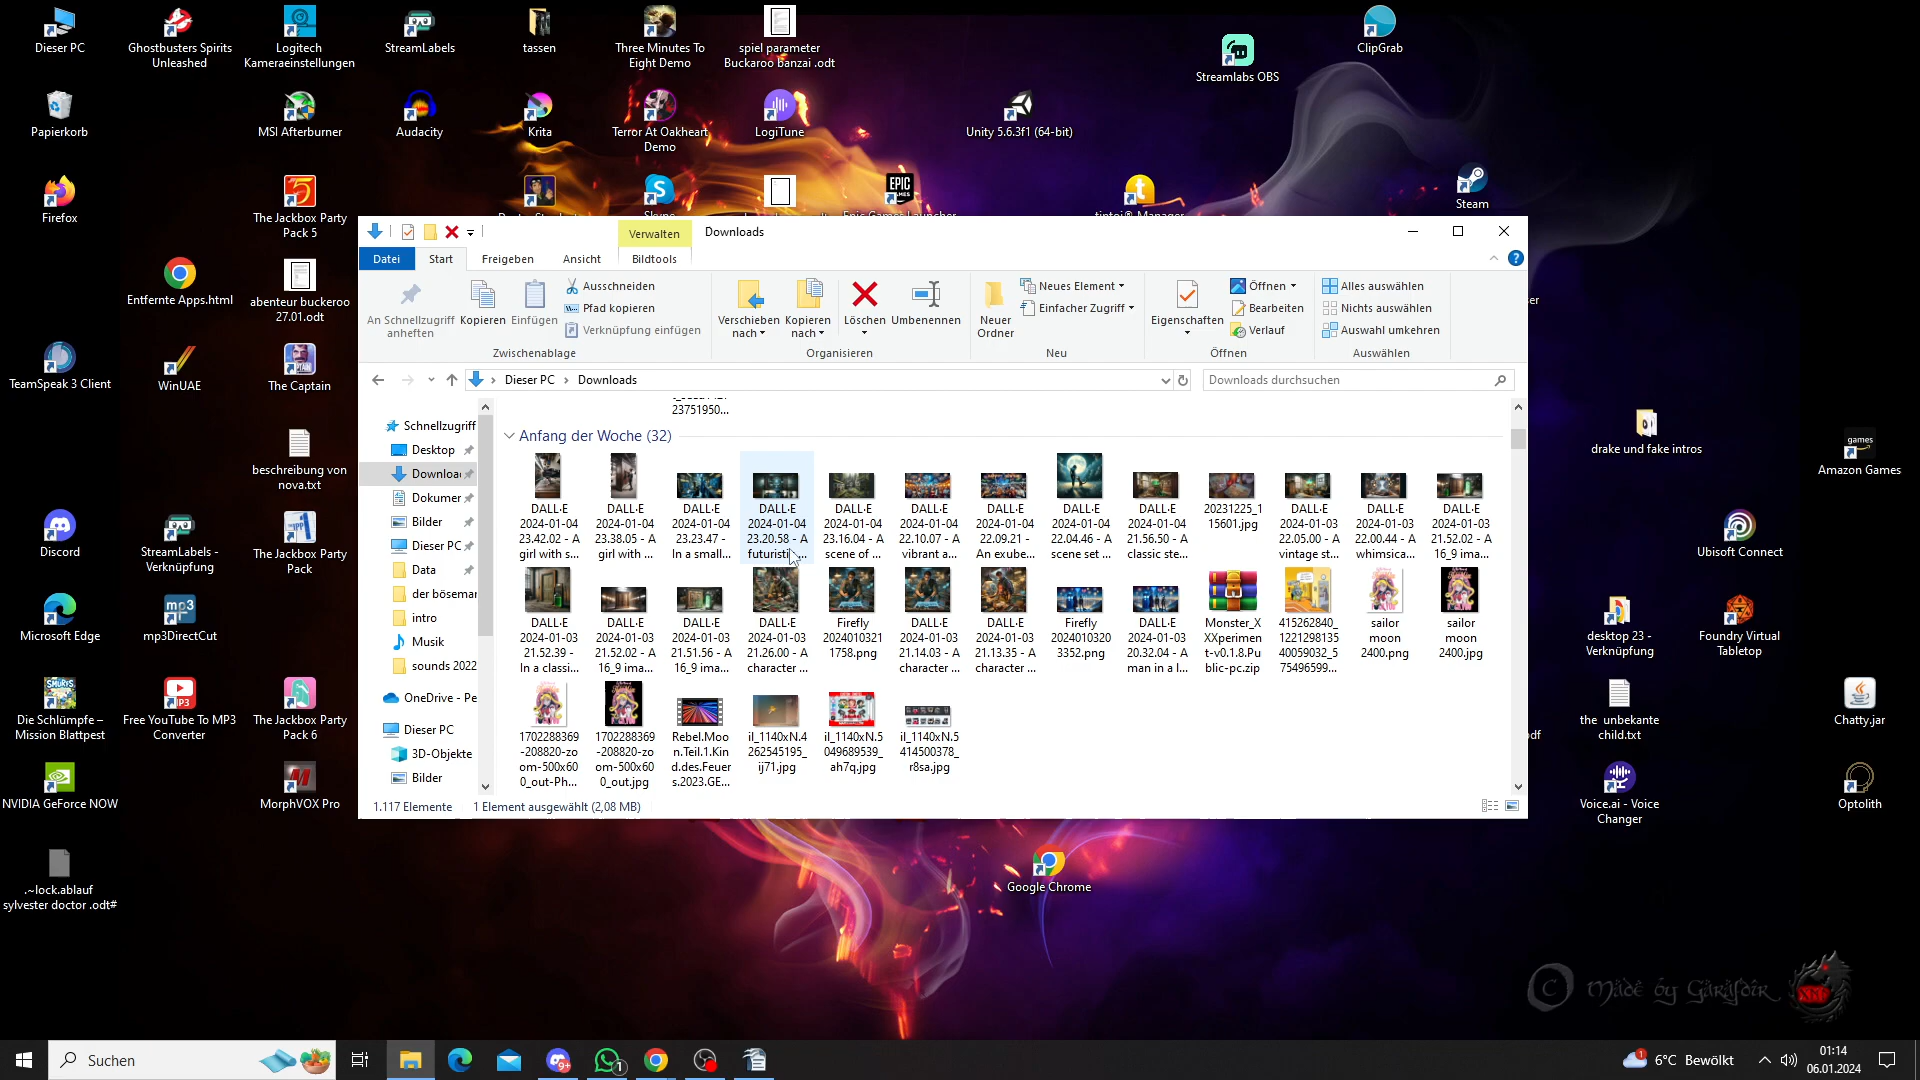 Dieser PC
Ghostbusters Spirits
Unleashed
Logitech
Kameraeinstellungen
StreamLabels
tassen
Three Minutes To
Eight Demo
spiel parameter
Buckaroo banzai .odt
Streamlabs OBS
ClipGrab
Papierkorb
MSI Afterburner
Audacity
Krita
Terror At Oakheart
Demo
LogiTune
Unity 5.6.3f1 (64-bit)
Firefox
The Jackbox Party
Pack 5
Skype
EPIC
GAMES
Epic Games Launcher
tiptoi® Manager
Steam
Entfernte Apps.html
abenteur buckeroo
27.01.odt
TeamSpeak 3 Client
WinUAE
The Captain
beschreibung von
nova.txt
Discord
StreamLabels -
Verknüpfung
The Jackbox Party
Pack
Microsoft Edge
mp3DirectCut
Die Schlümpfe –
Mission Blattpest
Free YouTube To MP3
Converter
The Jackbox Party
Pack 6
NVIDIA GeForce NOW
MorphVOX Pro
.~lock.ablauf
sylvester doctor .odt#
Verwalten
Downloads
Datei
Start
Freigeben
Ansicht
Bildtools
An Schnellzugriff
anheften
Kopieren
Einfügen
Ausschneiden
Pfad kopieren
Verknüpfung einfügen
Zwischenablage
Verschieben
nach
Kopieren
nach
Löschen
Umbenennen
Organisieren
Neuer
Ordner
Neues Element
Einfacher Zugriff
Neu
Eigenschaften
Öffnen
Bearbeiten
Verlauf
Öffnen
Alles auswählen
Nichts auswählen
Auswahl umkehren
Auswählen
Dieser PC
Downloads
Downloads durchsuchen
Schnellzugriff
Desktop
Downloa
Dokumer
Bilder
Dieser PC
Data
der böseman
intro
Musik
sounds 2022
OneDrive - Pe
Dieser PC
3D-Objekte
Bilder
23751950...
Anfang der Woche (32)
DALL·E
2024-01-04
23.42.02 - A
girl with s...
DALL·E
2024-01-04
23.38.05 - A
girl with ...
DALL·E
2024-01-04
23.23.47 -
In a small...
DALL·E
2024-01-04
23.20.58 - A
futuristi...
DALL·E
2024-01-04
23.16.04 - A
scene of ...
DALL·E
2024-01-04
22.10.07 - A
vibrant a...
DALL·E
2024-01-04
22.09.21 -
An exube...
DALL·E
2024-01-04
22.04.46 - A
scene set ...
DALL·E
2024-01-04
21.56.50 - A
classic ste...
20231225_1
15601.jpg
DALL·E
2024-01-03
22.05.00 - A
vintage st...
DALL·E
2024-01-03
22.00.44 - A
whimsica...
DALL·E
2024-01-03
21.52.02 - A
16_9 ima...
DALL·E
2024-01-03
21.52.39 -
In a classi...
DALL·E
2024-01-03
21.52.02 - A
16_9 ima...
DALL·E
2024-01-03
21.51.56 - A
16_9 ima...
DALL·E
2024-01-03
21.26.00 - A
character ...
Firefly
2024010321
1758.png
DALL·E
2024-01-03
21.14.03 - A
character ...
DALL·E
2024-01-03
21.13.35 - A
character ...
Firefly
2024010320
3352.png
DALL·E
2024-01-03
20.32.04 - A
man in a l...
Monster_X
XXperimen
t-v0.1.8.Pu
blic-pc.zip
415262840_
1221298135
40059032_5
75496599...
sailor
moon
2400.png
sailor
moon
2400.jpg
1702288369
-208820-zo
om-500x60
0_out-Ph...
1702288369
-208820-zo
om-500x60
0_out.jpg
Rebel.Moo
n.Teil.1.Kin
d.des.Feuer
s.2023.GE...
il_1140xN.4
262545195_
ij71.jpg
il_1140xN.5
049689539_
ah7q.jpg
il_1140xN.5
414500378_
r8sa.jpg
1.117 Elemente
1 Element ausgewählt (2,08 MB)
drake und fake intros
games
Amazon Games
Ubisoft Connect
desktop 23 -
Verknüpfung
Foundry Virtual
Tabletop
the unbekante
child.txt
Chatty.jar
Voice.ai - Voice
Changer
Optolith
Google Chrome
© Made by Garafdir
Suchen
9+
1
1
6°C Bewölkt
01:14
06.01.2024